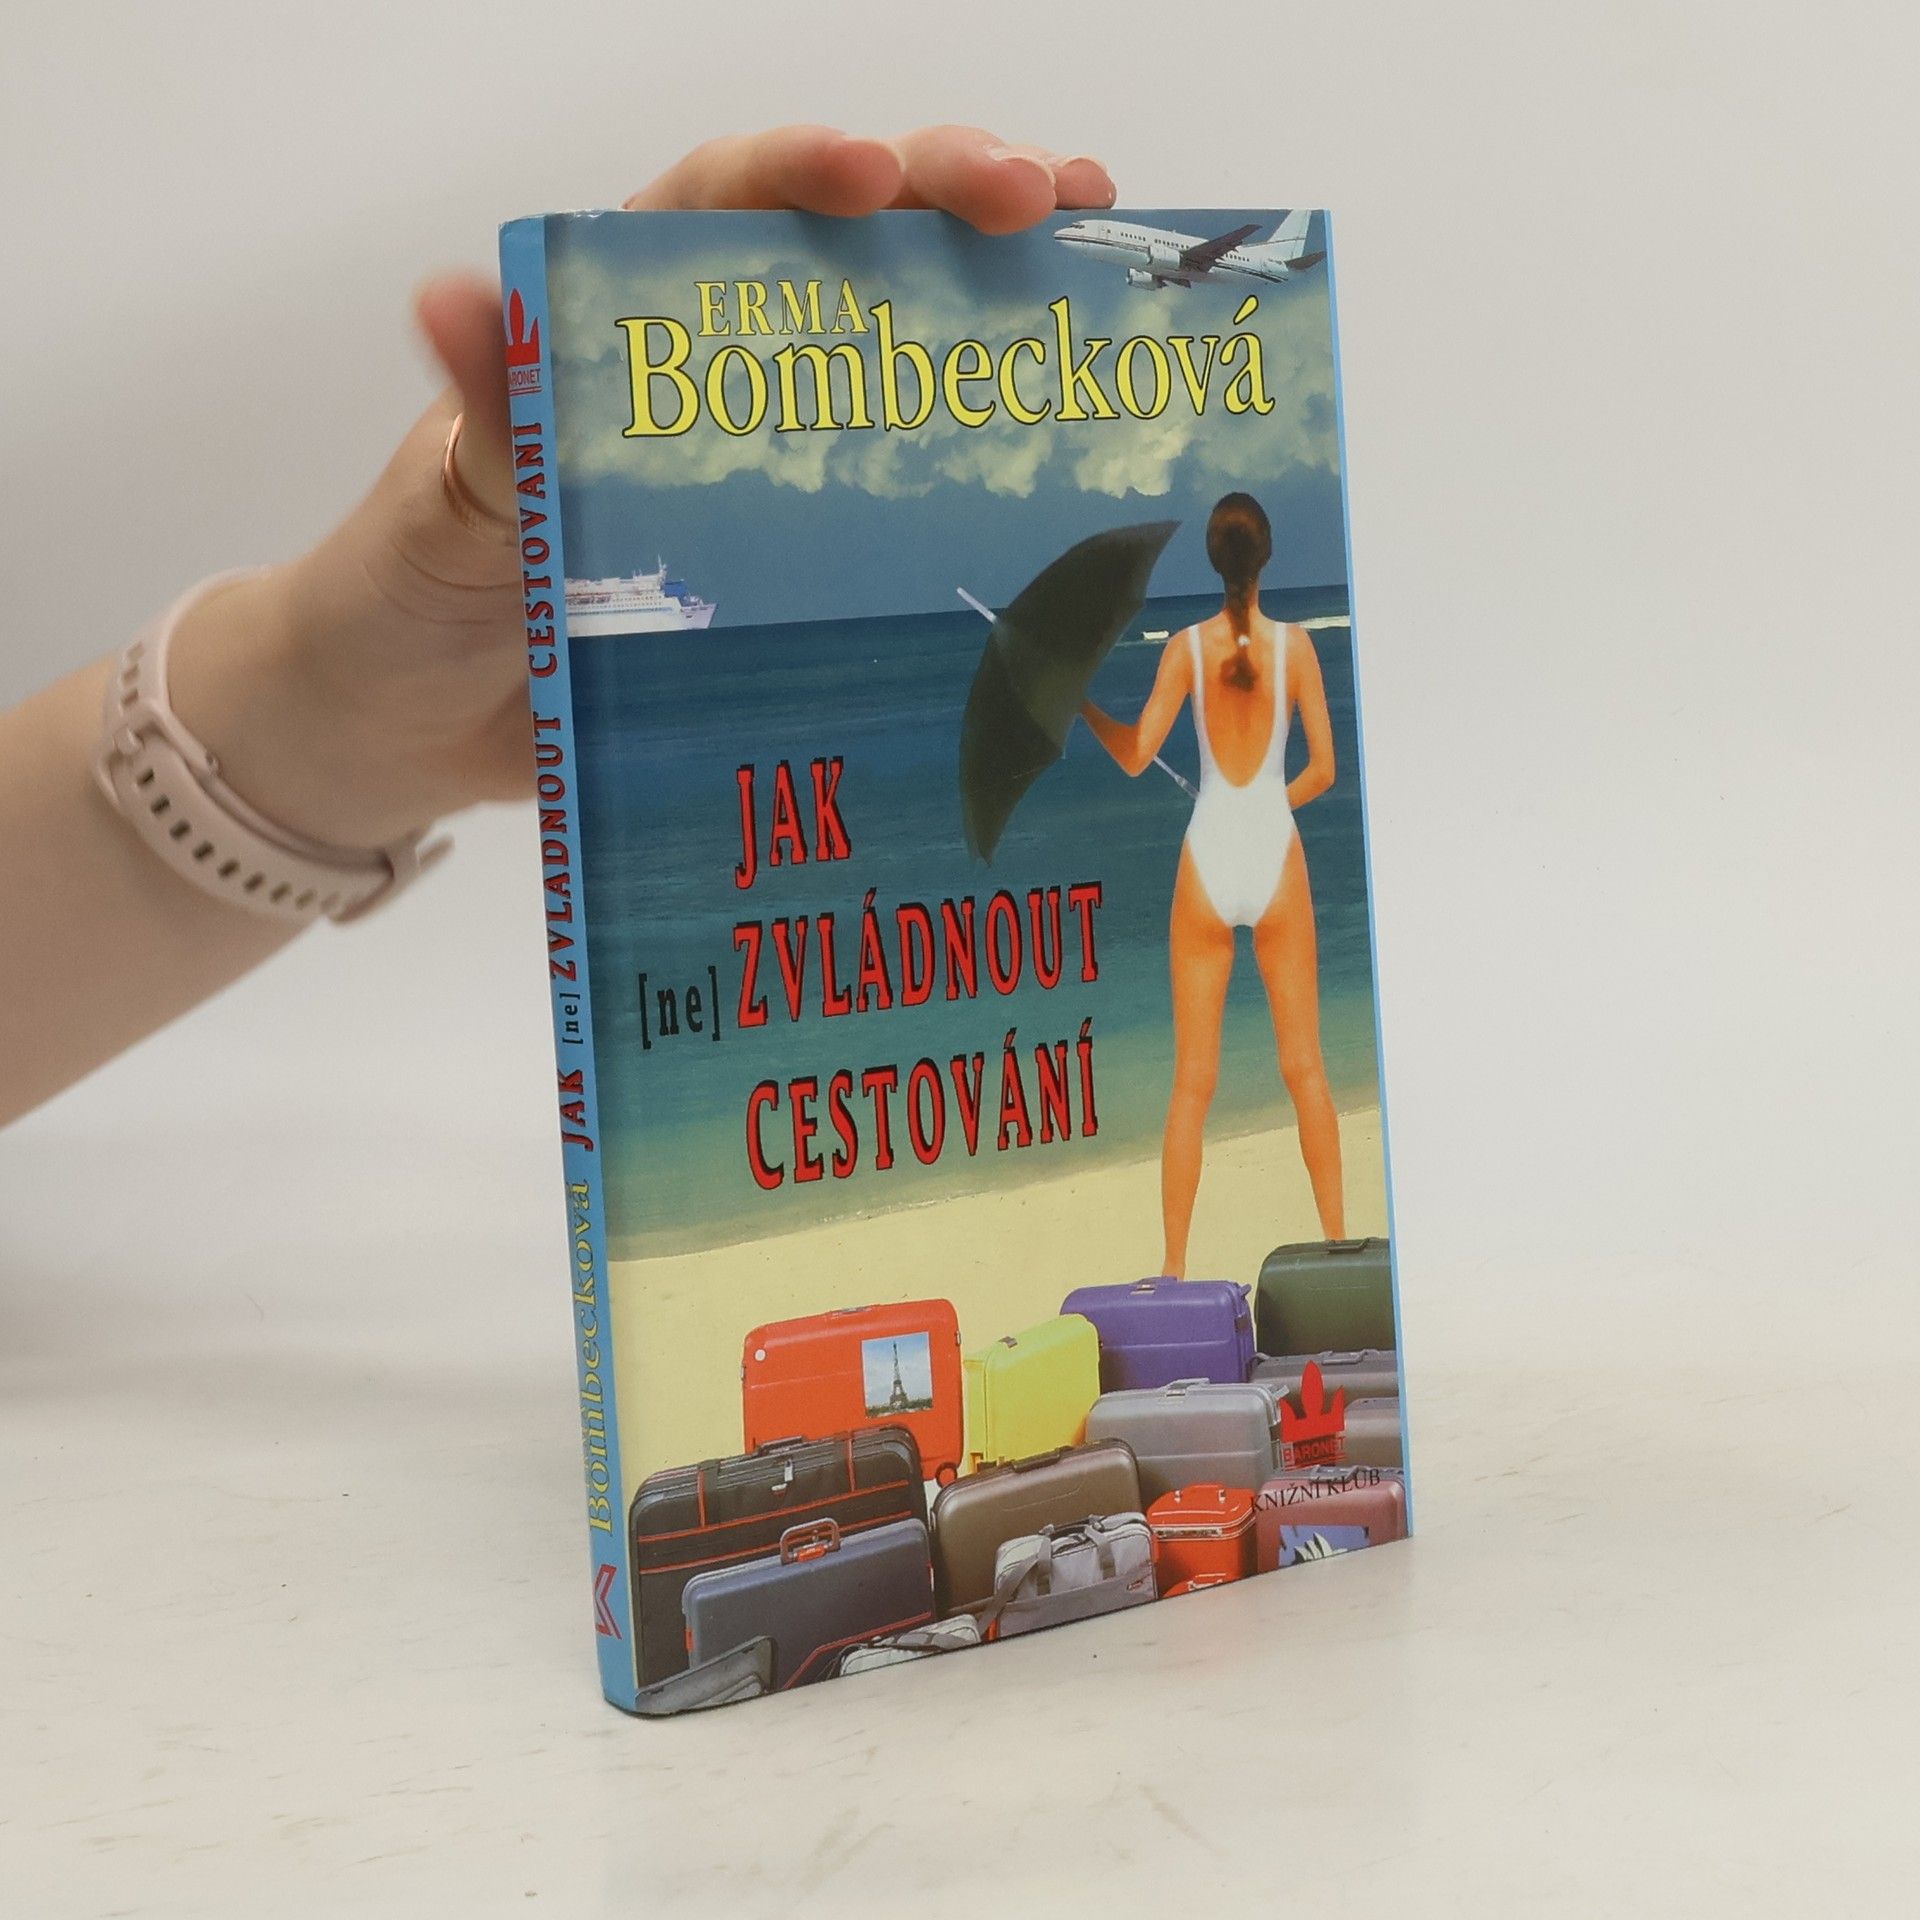 ERMA
Bombecková
JAK
[ne] ZVLÁDNOUT
CESTOVÁNÍ
BARONET
KNIŽNÍ KLUB
Bombecková JAK [ne] ZVLÁDNOUT CESTOVÁNÍ